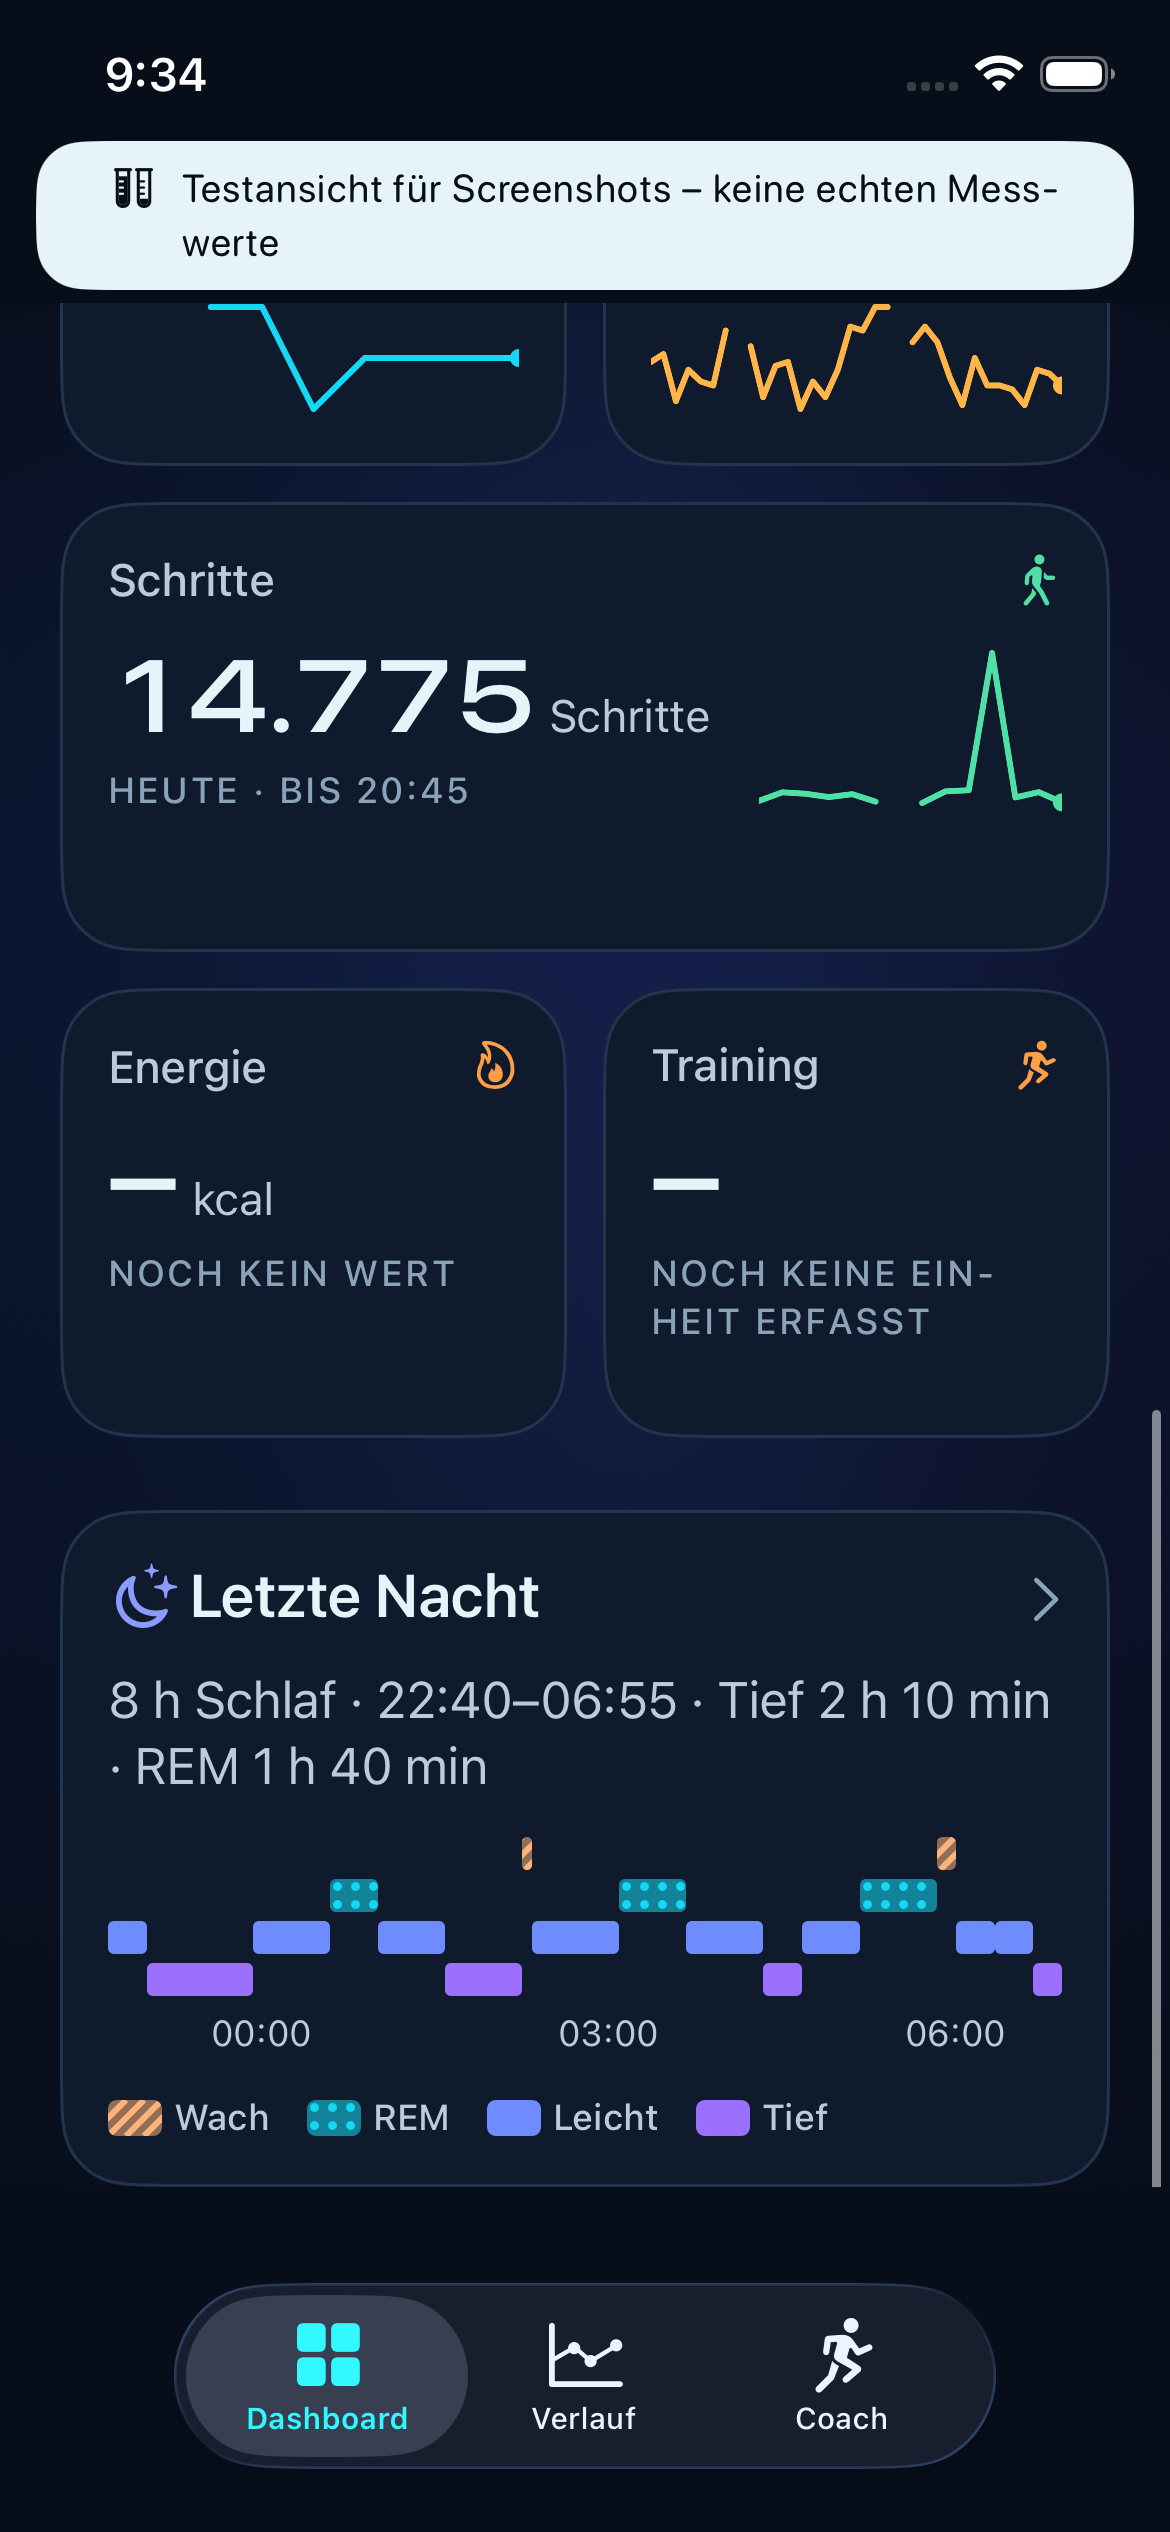 9:34
Testansicht für Screenshots – keine echten Mess-
werte
Schritte
14.775 Schritte
HEUTE · BIS 20:45
Energie
— kcal
NOCH KEIN WERT
Training
—
NOCH KEINE EIN-
HEIT ERFASST
Letzte Nacht
8 h Schlaf · 22:40–06:55 · Tief 2 h 10 min
· REM 1 h 40 min
00:00 03:00 06:00
Wach REM Leicht Tief
Dashboard Verlauf Coach